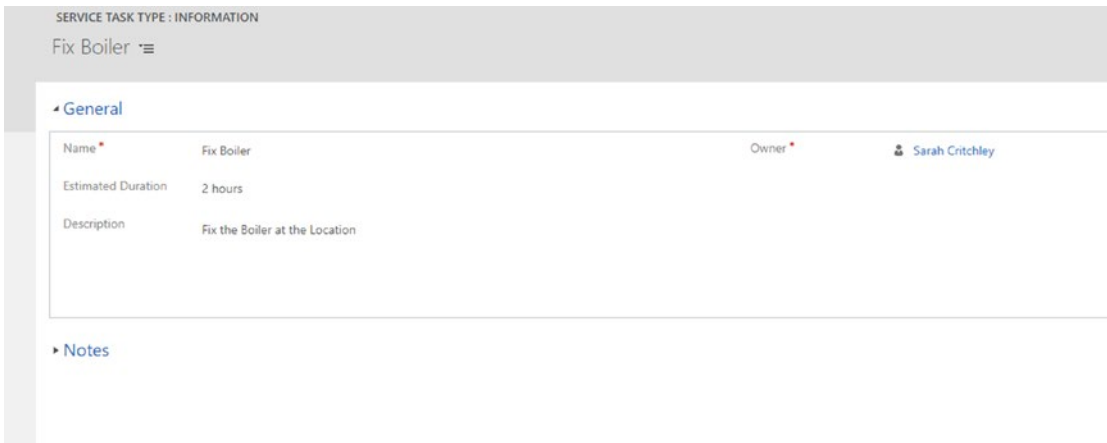 SERVICE TASK TYPE : INFORMATION
Fix Boiler
General
Name * Fix Boiler Owner * Sarah Critchley
Estimated Duration 2 hours
Description Fix the Boiler at the Location
Notes